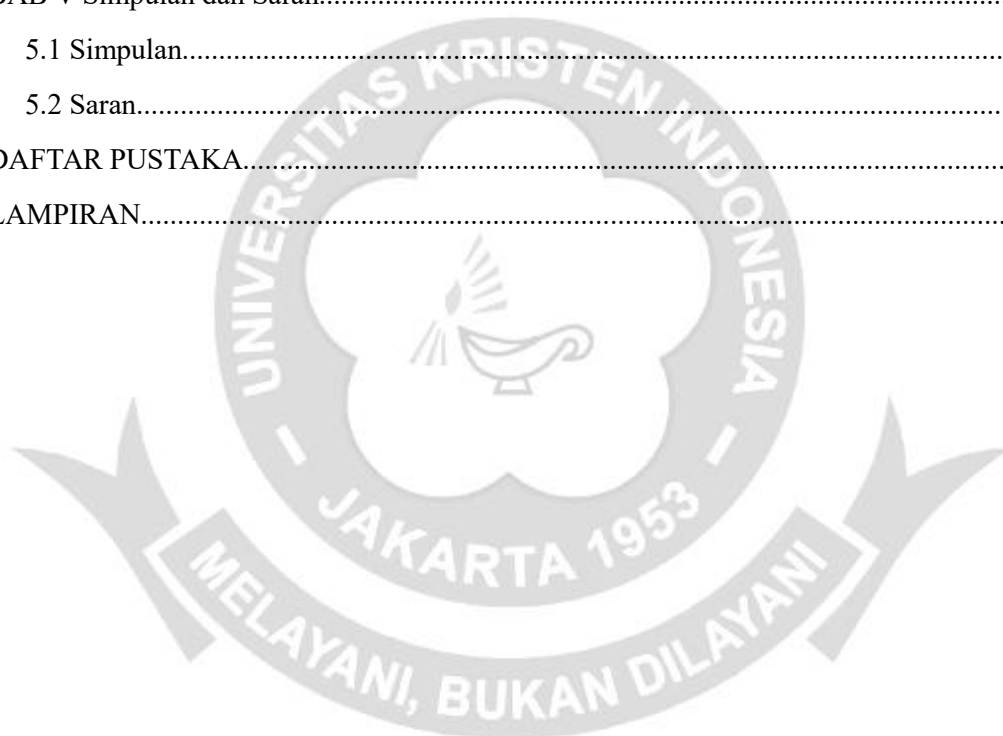 BAB V Simpulan dan Saran........................................................................................
5.1 Simpulan..........................................................................................................
5.2 Saran................................................................................................................
DAFTAR PUSTAKA..................................................................................................
LAMPIRAN................................................................................................................
UNIVERSITAS KRISTEN INDONESIA
JAKARTA 1953
MELAYANI, BUKAN DILAYANI